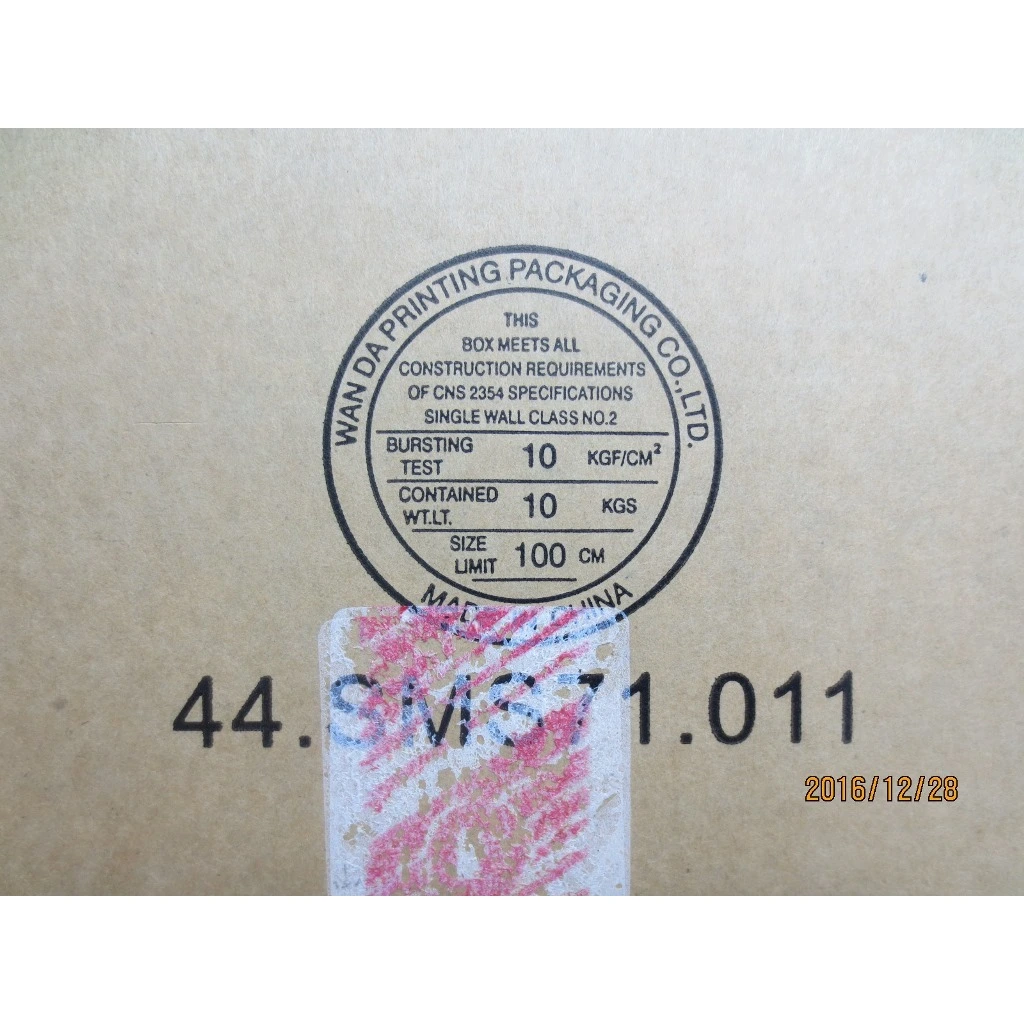 WAN DA PRINTING PACKAGING CO.,LTD.
THIS
BOX MEETS ALL
CONSTRUCTION REQUIREMENTS
OF CNS 2354 SPECIFICATIONS
SINGLE WALL CLASS NO.2
BURSTING TEST 10 KGF/CM²
CONTAINED WT.LT. 10 KGS
SIZE LIMIT 100 CM
CHINA
44.SMS71.011
2016/12/28